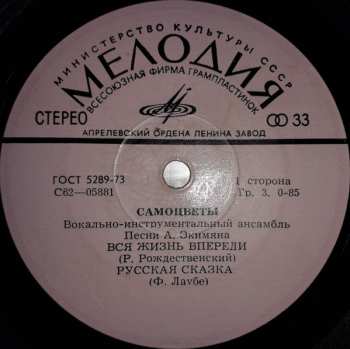 МИНИСТЕРСТВО КУЛЬТУРЫ СССР
МЕЛОДИЯ
ВСЕСОЮЗНАЯ ФИРМА ГРАМПЛАСТИНОК
СТЕРЕО
33
АПРЕЛЕВСКИЙ ОРДЕНА ЛЕНИНА ЗАВОД
ГОСТ 5289-73
1 сторона
С62—05881
Гр. 3. 0-85
САМОЦВЕТЫ
Вокально-инструментальный ансамбль
Песни А. Экимяна
ВСЯ ЖИЗНЬ ВПЕРЕДИ
(Р. Рождественский)
РУССКАЯ СКАЗКА
(Ф. Лаубе)